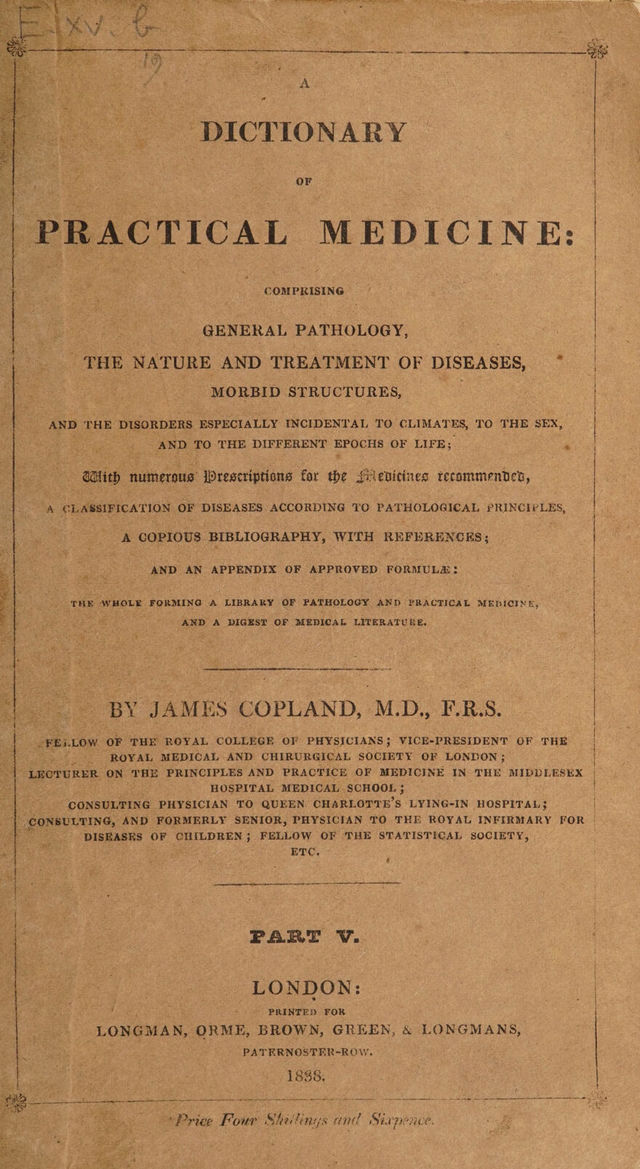 E. xv. b
19
A
DICTIONARY
OF
PRACTICAL MEDICINE:
COMPRISING
GENERAL PATHOLOGY,
THE NATURE AND TREATMENT OF DISEASES,
MORBID STRUCTURES,
AND THE DISORDERS ESPECIALLY INCIDENTAL TO CLIMATES, TO THE SEX,
AND TO THE DIFFERENT EPOCHS OF LIFE;
With numerous Prescriptions for the Medicines recommended,
A CLASSIFICATION OF DISEASES ACCORDING TO PATHOLOGICAL PRINCIPLES,
A COPIOUS BIBLIOGRAPHY, WITH REFERENCES;
AND AN APPENDIX OF APPROVED FORMULÆ:
THE WHOLE FORMING A LIBRARY OF PATHOLOGY AND PRACTICAL MEDICINE,
AND A DIGEST OF MEDICAL LITERATURE.
BY JAMES COPLAND, M.D., F.R.S.
FELLOW OF THE ROYAL COLLEGE OF PHYSICIANS; VICE-PRESIDENT OF THE
ROYAL MEDICAL AND CHIRURGICAL SOCIETY OF LONDON;
LECTURER ON THE PRINCIPLES AND PRACTICE OF MEDICINE IN THE MIDDLESEX
HOSPITAL MEDICAL SCHOOL;
CONSULTING PHYSICIAN TO QUEEN CHARLOTTE'S LYING-IN HOSPITAL;
CONSULTING, AND FORMERLY SENIOR, PHYSICIAN TO THE ROYAL INFIRMARY FOR
DISEASES OF CHILDREN; FELLOW OF THE STATISTICAL SOCIETY,
ETC.
PART V.
LONDON:
PRINTED FOR
LONGMAN, ORME, BROWN, GREEN, & LONGMANS,
PATERNOSTER-ROW.
1838.
Price Four Shillings and Sixpence.